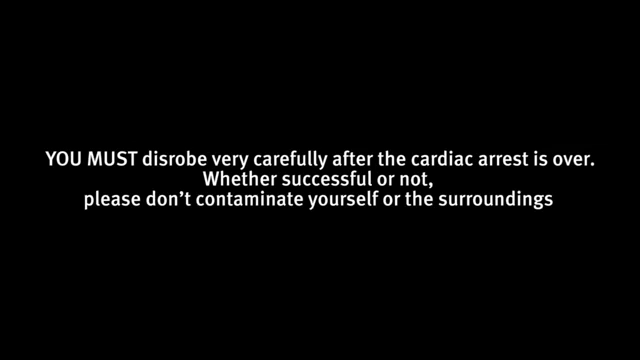 YOU MUST disrobe very carefully after the cardiac arrest is over.
Whether successful or not,
please don’t contaminate yourself or the surroundings